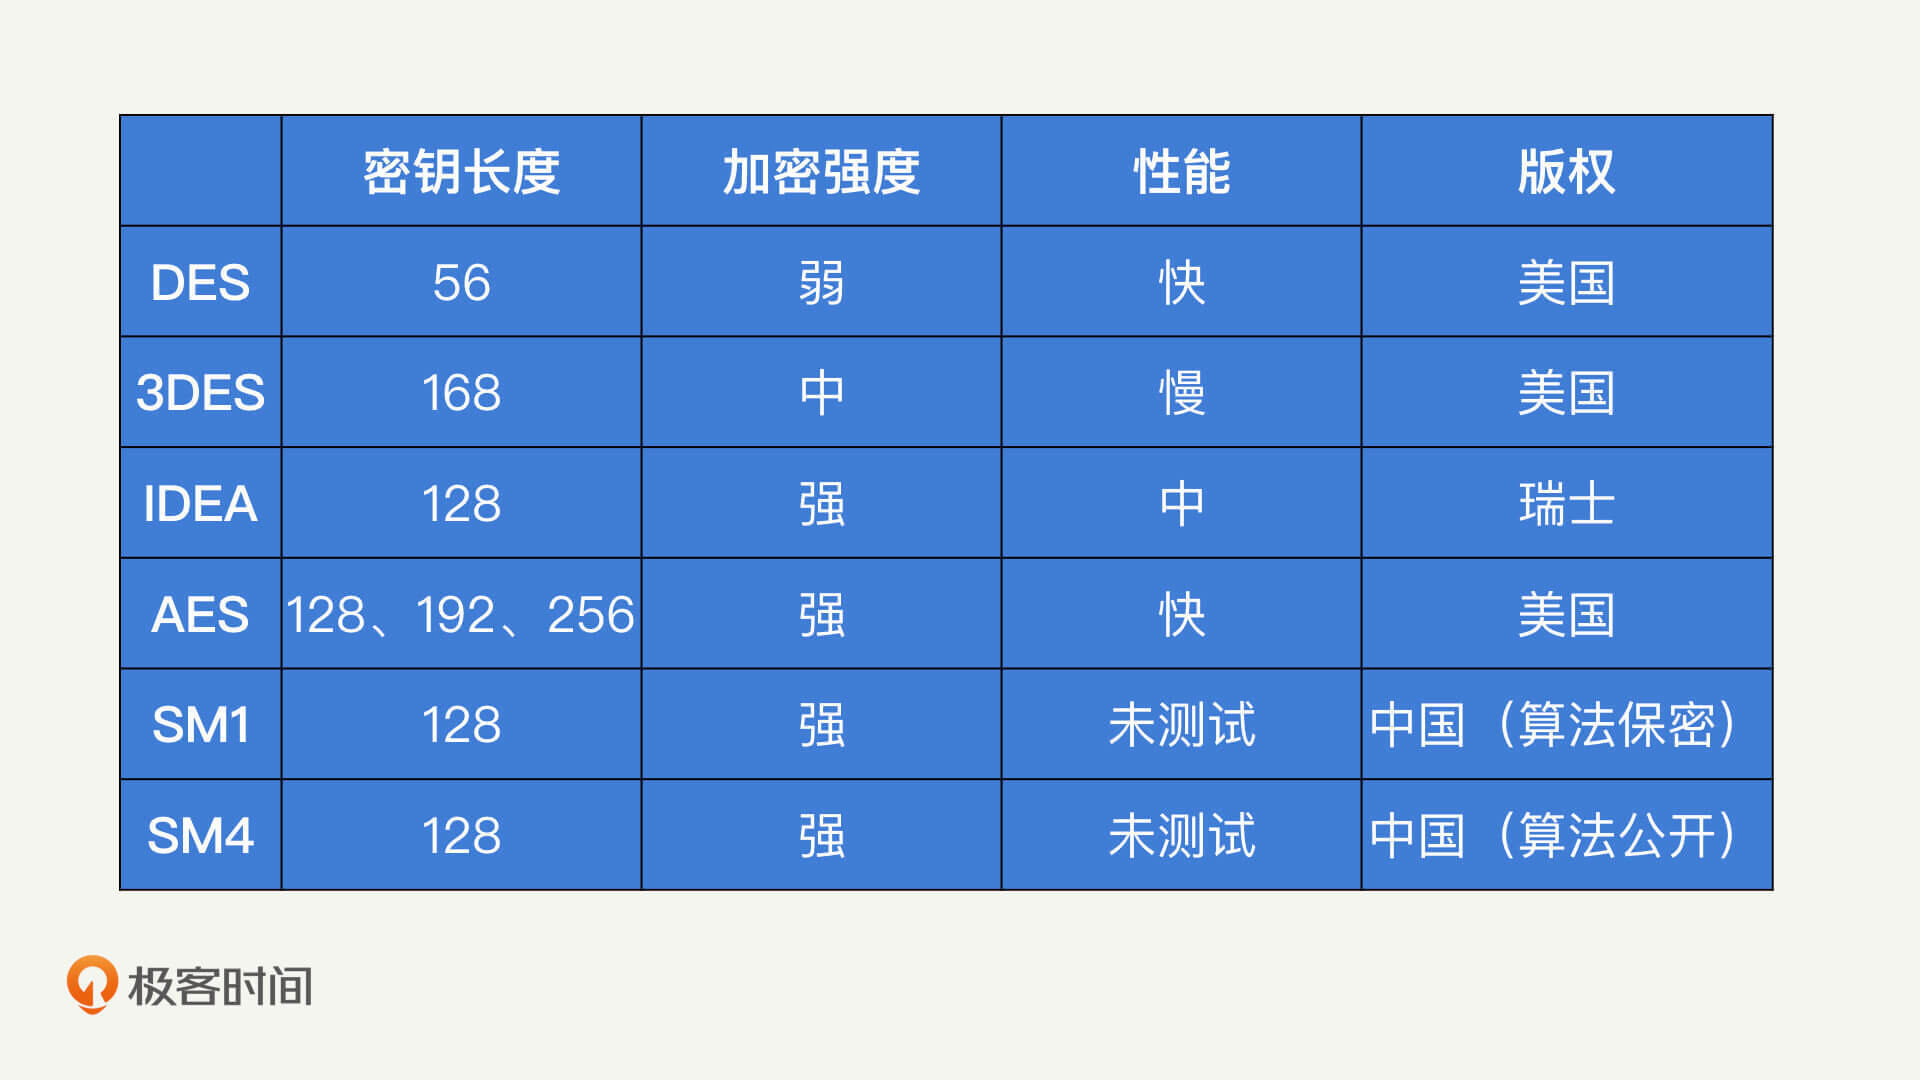 密钥长度 加密强度 性能 版权
DES 56 弱 快 美国
3DES 168 中 慢 美国
IDEA 128 强 中 瑞士
AES 128、192、256 强 快 美国
SM1 128 强 未测试 中国（算法保密）
SM4 128 强 未测试 中国（算法公开）
极客时间